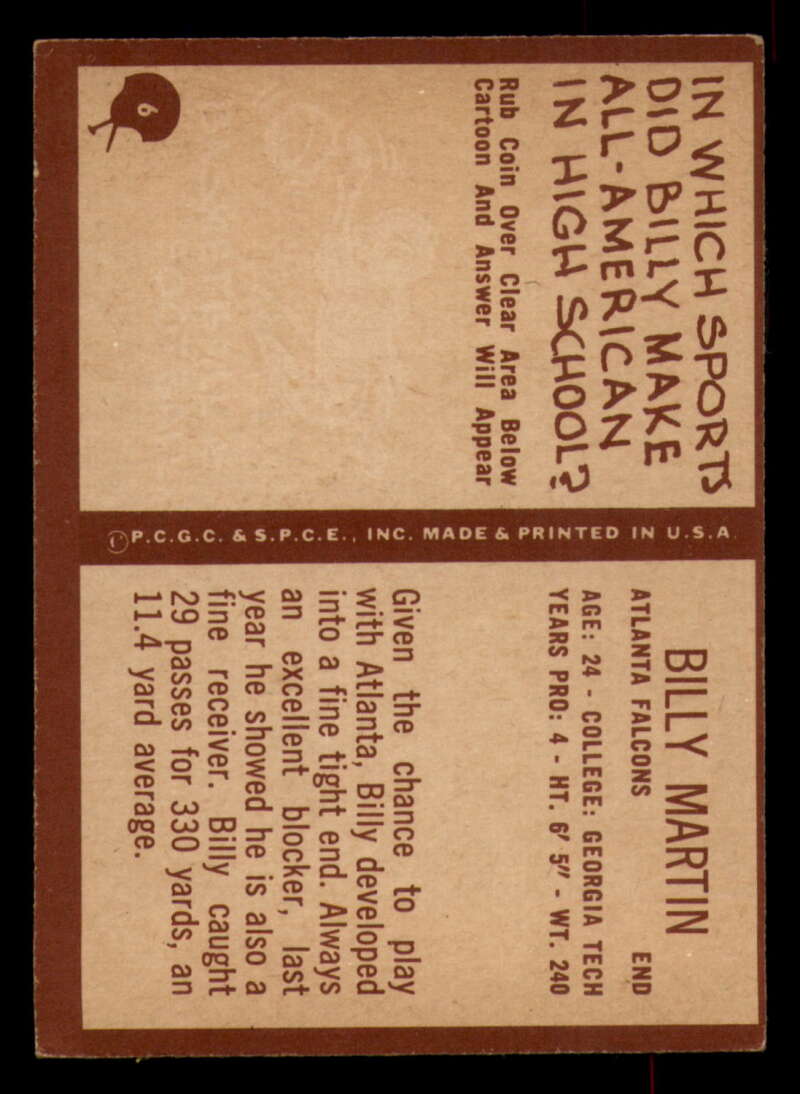 IN WHICH SPORTS
DID BILLY MAKE
ALL-AMERICAN
IN HIGH SCHOOL?
Rub Coin Over Clear Area Below
Cartoon And Answer Will Appear
6
©P.C.G.C. & S.P.C.E., INC. MADE & PRINTED IN U.S.A.
BILLY MARTIN
ATLANTA FALCONS END
AGE: 24 - COLLEGE: GEORGIA TECH
YEARS PRO: 4 - HT. 6' 5" - WT. 240
Given the chance to play
with Atlanta, Billy developed
into a fine tight end. Always
an excellent blocker, last
year he showed he is also a
fine receiver. Billy caught
29 passes for 330 yards, an
11.4 yard average.